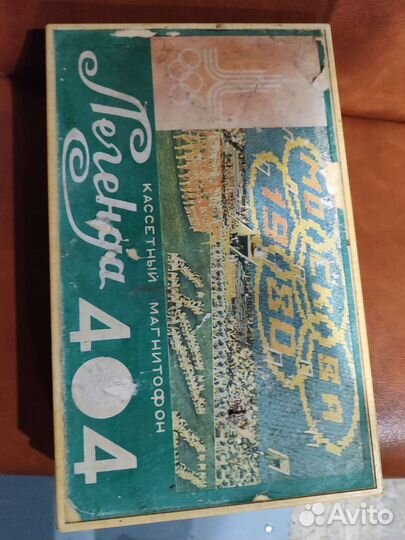 Легенда
КАССЕТНЫЙ МАГНИТОФОН
404
МОСКВА
1980
Avito